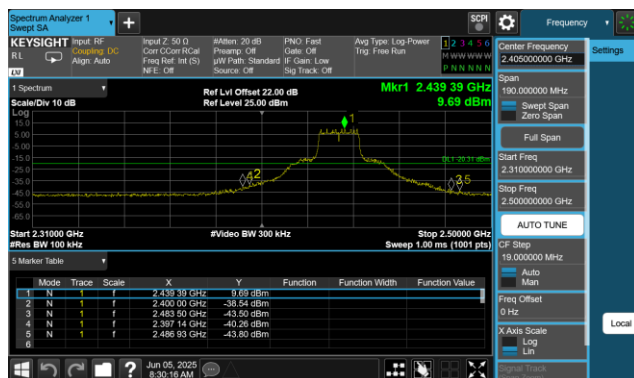 Spectrum Analyzer 1
Swept SA
+
SCPI
Frequency
KEYSIGHT
Input: RF
Coupling: DC
Align: Auto
Input Z: 50 Ω
Corr CCorr RCal
Freq Ref: Int (S)
NFE: Off
#Atten: 20 dB
Preamp: Off
µW Path: Standard
Source: Off
PNO: Fast
Gate: Off
IF Gain: Low
Sig Track: Off
Avg Type: Log-Power
Trig: Free Run
1 2 3 4 5 6
M W W W W W
P N N N N N
RL
LXI
1 Spectrum
Scale/Div 10 dB
Ref Lvl Offset 22.00 dB
Ref Level 25.00 dBm
Mkr1 2.439 39 GHz
9.69 dBm
Log
15.0
5.00
-5.00
-15.0
-25.0
-35.0
-45.0
-55.0
-65.0
1
2
3
5
Start 2.31000 GHz
#Res BW 100 kHz
#Video BW 300 kHz
Stop 2.50000 GHz
Sweep 1.00 ms (1001 pts)
5 Marker Table
Mode Trace Scale X Y Function Function Width Function Value
1 N 1 f 2.439 39 GHz 9.69 dBm
2 N 1 f 2.400 00 GHz -38.54 dBm
3 N 1 f 2.483 50 GHz -43.50 dBm
4 N 1 f 2.397 14 GHz -40.26 dBm
5 N 1 f 2.486 93 GHz -43.80 dBm
6
Jun 05, 2025
8:30:16 AM
?
Center Frequency
2.405000000 GHz
Span
190.000000 MHz
Swept Span
Zero Span
Full Span
Start Freq
2.310000000 GHz
Stop Freq
2.500000000 GHz
AUTO TUNE
CF Step
19.000000 MHz
Auto
Man
Freq Offset
0 Hz
X Axis Scale
Log
Lin
Signal Track
Settings
Local